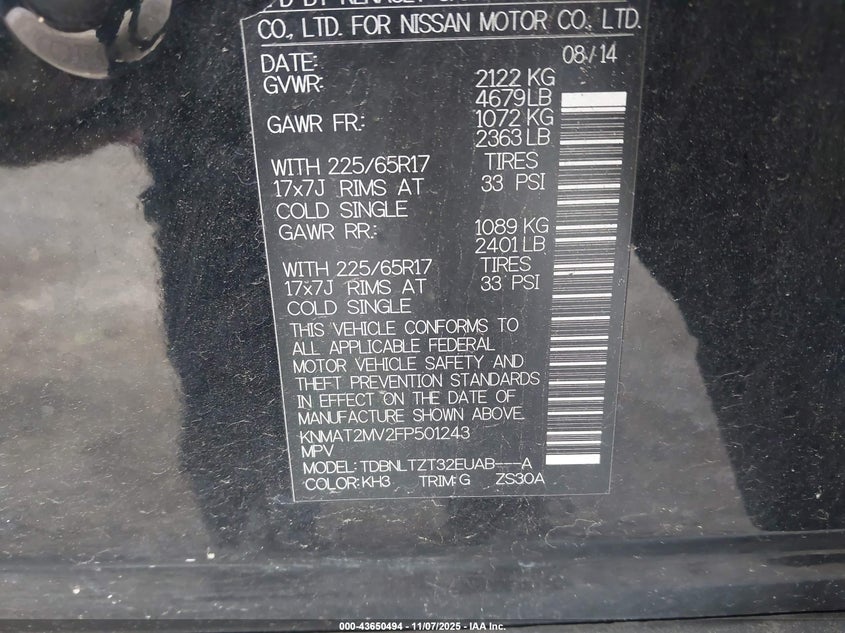 CO., LTD. FOR NISSAN MOTOR CO., LTD.
DATE: 08/14
GVWR: 2122 KG
4679 LB
GAWR FR.: 1072 KG
2363 LB
WITH 225/65R17 TIRES
17x7J RIMS AT 33 PSI
COLD SINGLE
GAWR RR.: 1089 KG
2401 LB
WITH 225/65R17 TIRES
17x7J RIMS AT 33 PSI
COLD SINGLE
THIS VEHICLE CONFORMS TO
ALL APPLICABLE FEDERAL
MOTOR VEHICLE SAFETY AND
THEFT PREVENTION STANDARDS
IN EFFECT ON THE DATE OF
MANUFACTURE SHOWN ABOVE.
KNMAT2MV2FP501243
MPV
MODEL: TDBNLTZT32EUAB---A
COLOR: KH3 TRIM: G ZS30A
000-43650494 - 11/07/2025 - IAA Inc.